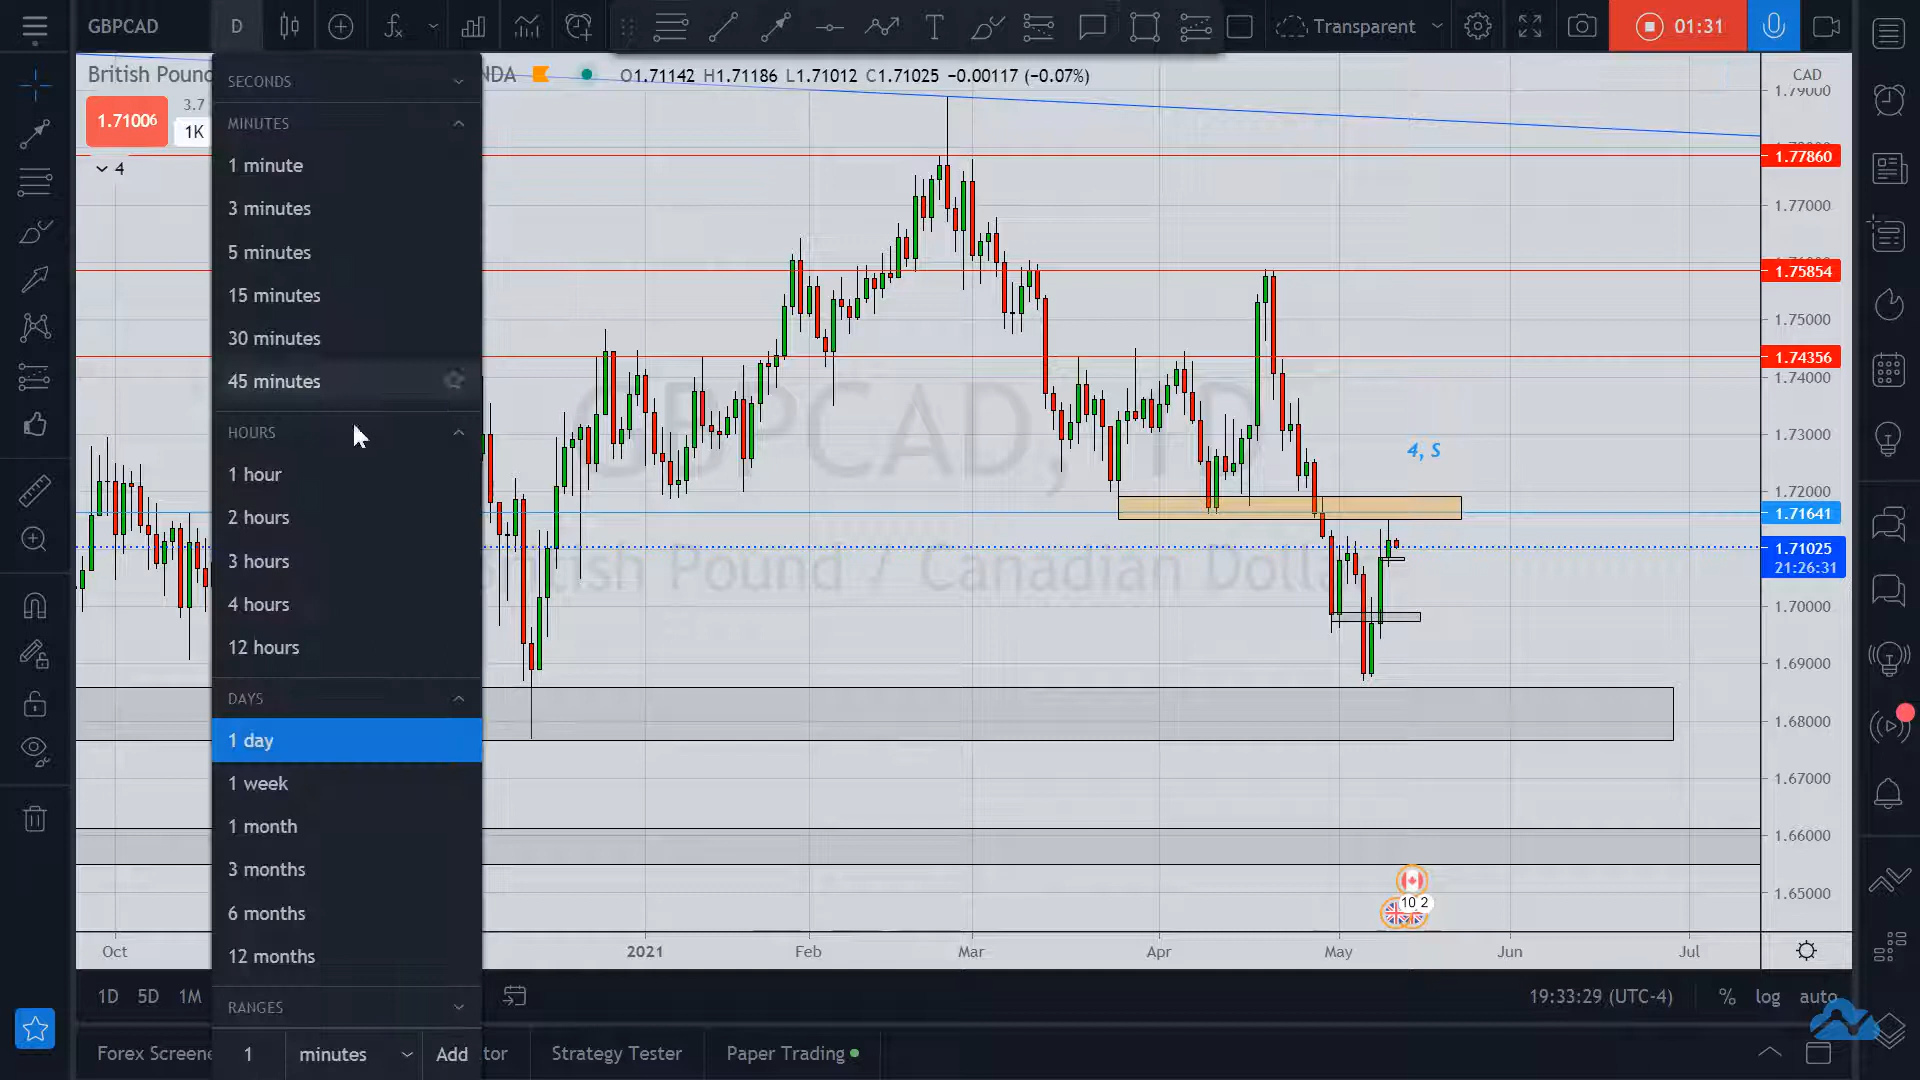 GBPCAD
D
Transparent
01:31
British Pound
NDA
O1.71142 H1.71186 L1.71012 C1.71025 −0.00117 (−0.07%)
1.71006
3.7
1K
4
SECONDS
MINUTES
1 minute
3 minutes
5 minutes
15 minutes
30 minutes
45 minutes
HOURS
1 hour
2 hours
3 hours
4 hours
12 hours
DAYS
1 day
1 week
1 month
3 months
6 months
12 months
RANGES
1
minutes
Add
GBPCAD, 1D
British Pound / Canadian Dolla
4, S
CAD
1.79000
1.77860
1.77000
1.75854
1.75000
1.74356
1.74000
1.73000
1.72000
1.71641
1.71025
21:26:31
1.70000
1.69000
1.68000
1.67000
1.66000
1.65000
10 2
Oct
2021
Feb
Mar
Apr
May
Jun
Jul
1D
5D
1M
19:33:29 (UTC-4)
%
log
auto
Forex Screene
tor
Strategy Tester
Paper Trading